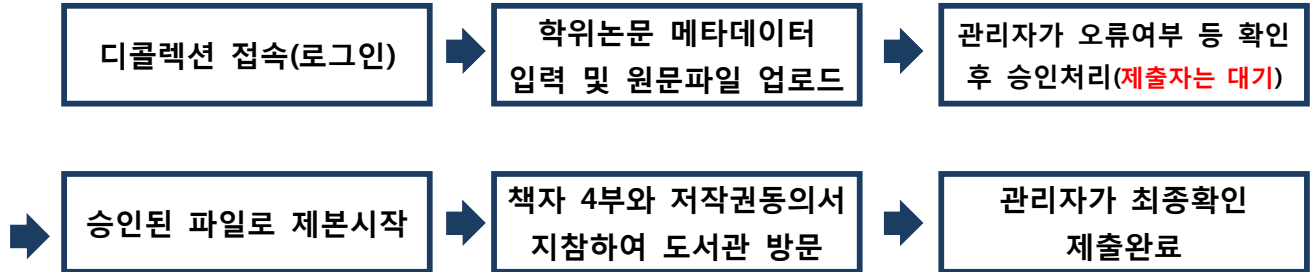 디콜렉션 접속(로그인)
학위논문 메타데이터
입력 및 원문파일 업로드
관리자가 오류여부 등 확인
후 승인처리(제출자는 대기)
승인된 파일로 제본시작
책자 4부와 저작권동의서
지참하여 도서관 방문
관리자가 최종확인
제출완료